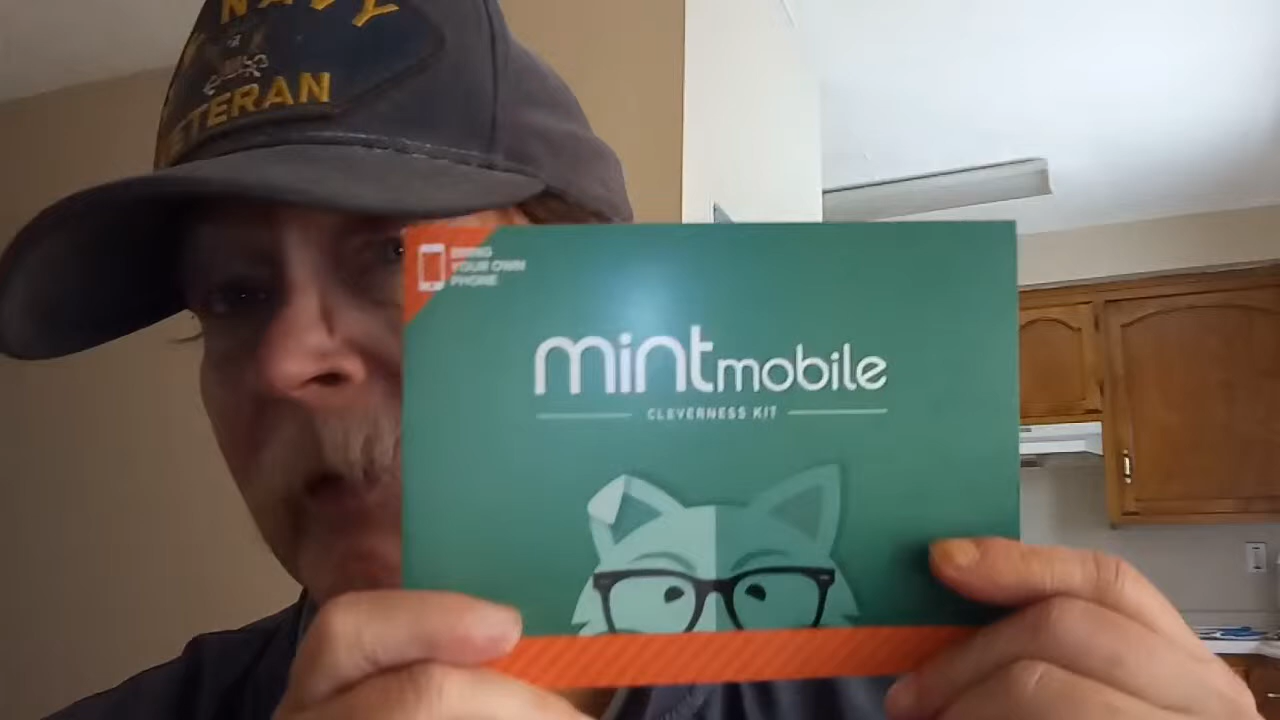 NAVY
VETERAN
BRING
YOUR OWN
PHONE
mintmobile
CLEVERNESS KIT